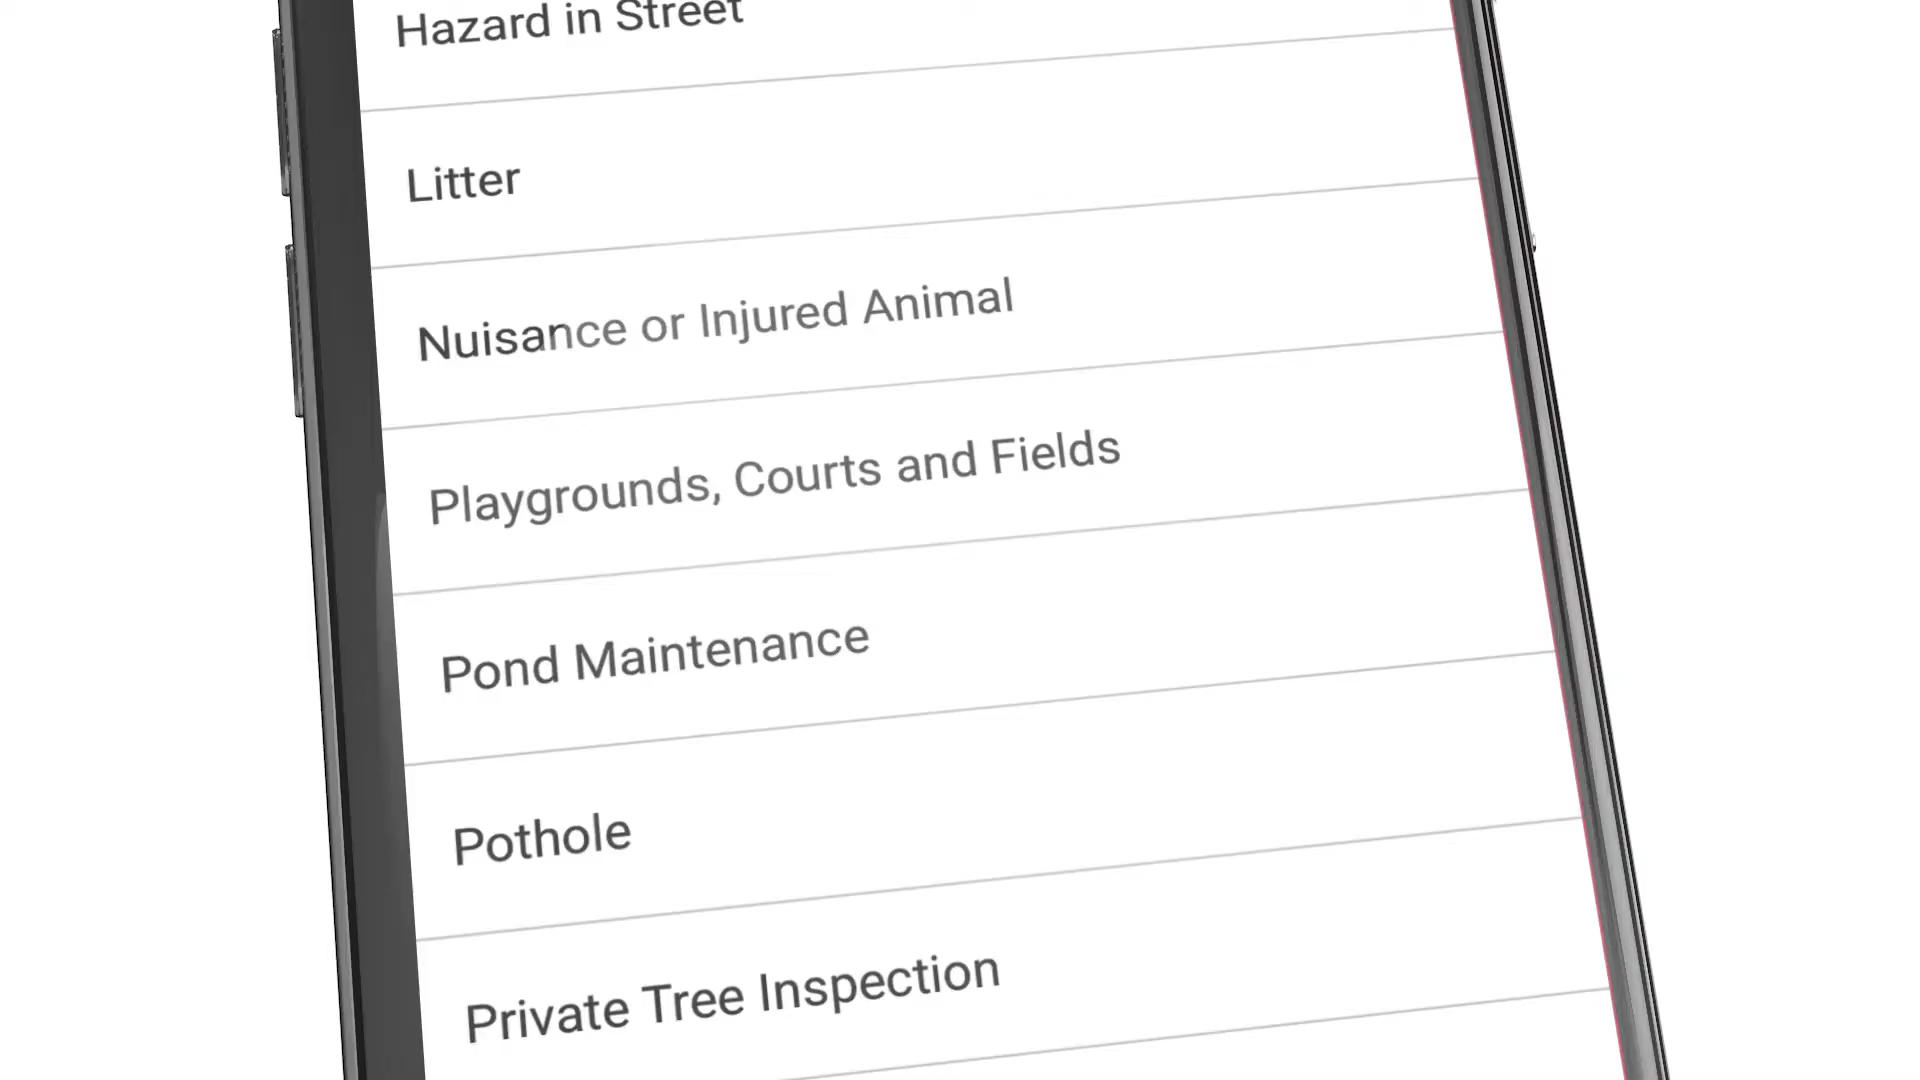 Hazard in Street
Litter
Nuisance or Injured Animal
Playgrounds, Courts and Fields
Pond Maintenance
Pothole
Private Tree Inspection